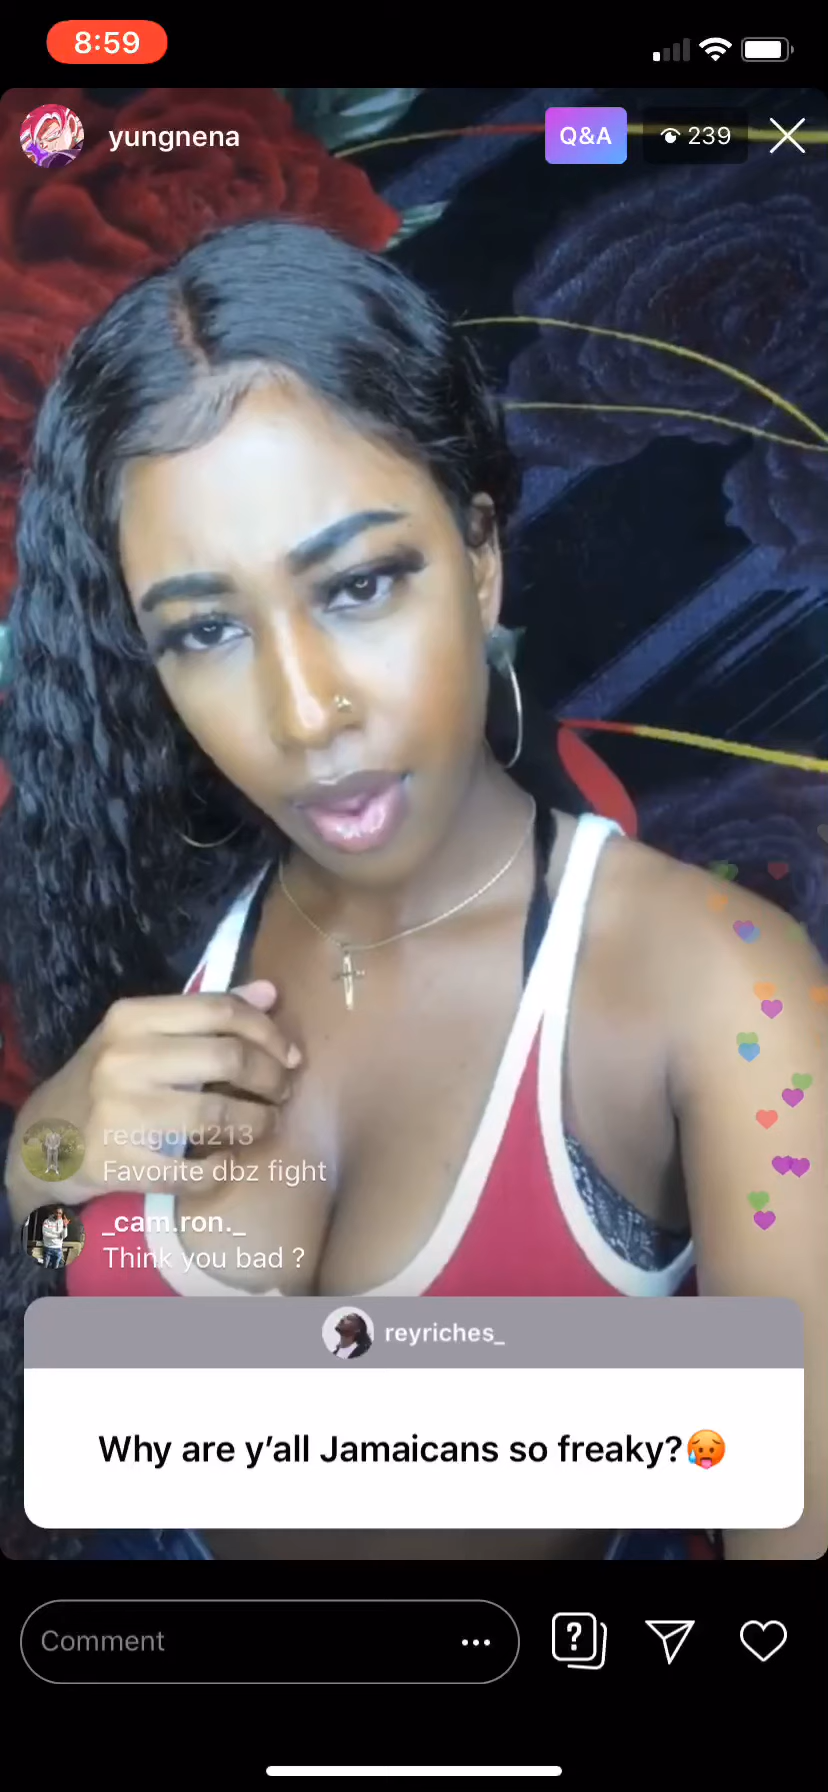 8:59
yungnena
Q&A
239
redgold213
Favorite dbz fight
_cam.ron._
Think you bad ?
reyriches_
Why are y’all Jamaicans so freaky?🥵
Comment